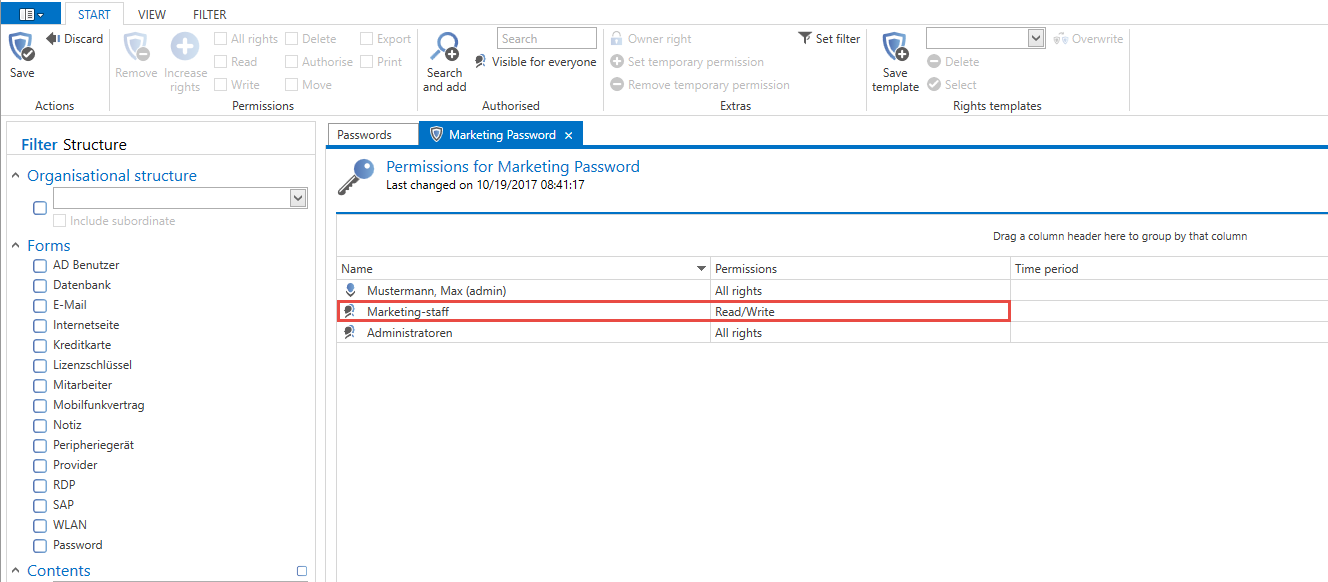 START VIEW FILTER
Save
Discard
Actions
Remove
Increase rights
All rights Delete Export
Read Authorise Print
Write Move
Permissions
Search and add
Search
Visible for everyone
Authorised
Owner right
Set temporary permission
Remove temporary permission
Set filter
Extras
Save template
Overwrite
Delete
Select
Rights templates
Filter Structure
Organisational structure
Include subordinate
Forms
AD Benutzer
Datenbank
E-Mail
Internetseite
Kreditkarte
Lizenzschlüssel
Mitarbeiter
Mobilfunkvertrag
Notiz
Peripheriegerät
Provider
RDP
SAP
WLAN
Password
Contents
Passwords Marketing Password
Permissions for Marketing Password
Last changed on 10/19/2017 08:41:17
Drag a column header here to group by that column
Name Permissions Time period
Mustermann, Max (admin) All rights
Marketing-staff Read/Write
Administratoren All rights